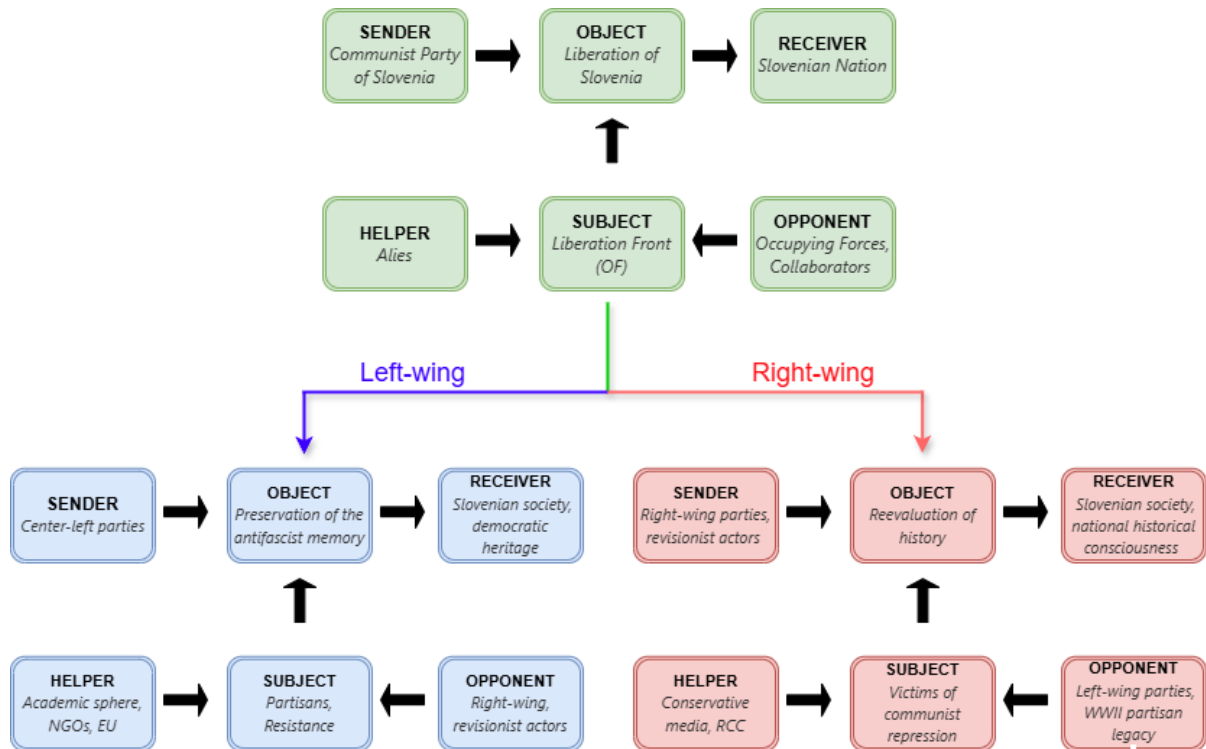 SENDER
Communist Party
of Slovenia
OBJECT
Liberation of
Slovenia
RECEIVER
Slovenian Nation
HELPER
Alies
SUBJECT
Liberation Front
(OF)
OPPONENT
Occupying Forces,
Collaborators
Left-wing
Right-wing
SENDER
Center-left parties
OBJECT
Preservation of the
antifascist memory
RECEIVER
Slovenian society,
democratic
heritage
SENDER
Right-wing parties,
revisionist actors
OBJECT
Reevaluation of
history
RECEIVER
Slovenian society,
national historical
consciousness
HELPER
Academic sphere,
NGOs, EU
SUBJECT
Partisans,
Resistance
OPPONENT
Right-wing,
revisionist actors
HELPER
Conservative
media, RCC
SUBJECT
Victims of
communist
repression
OPPONENT
Left-wing parties,
WWII partisan
legacy